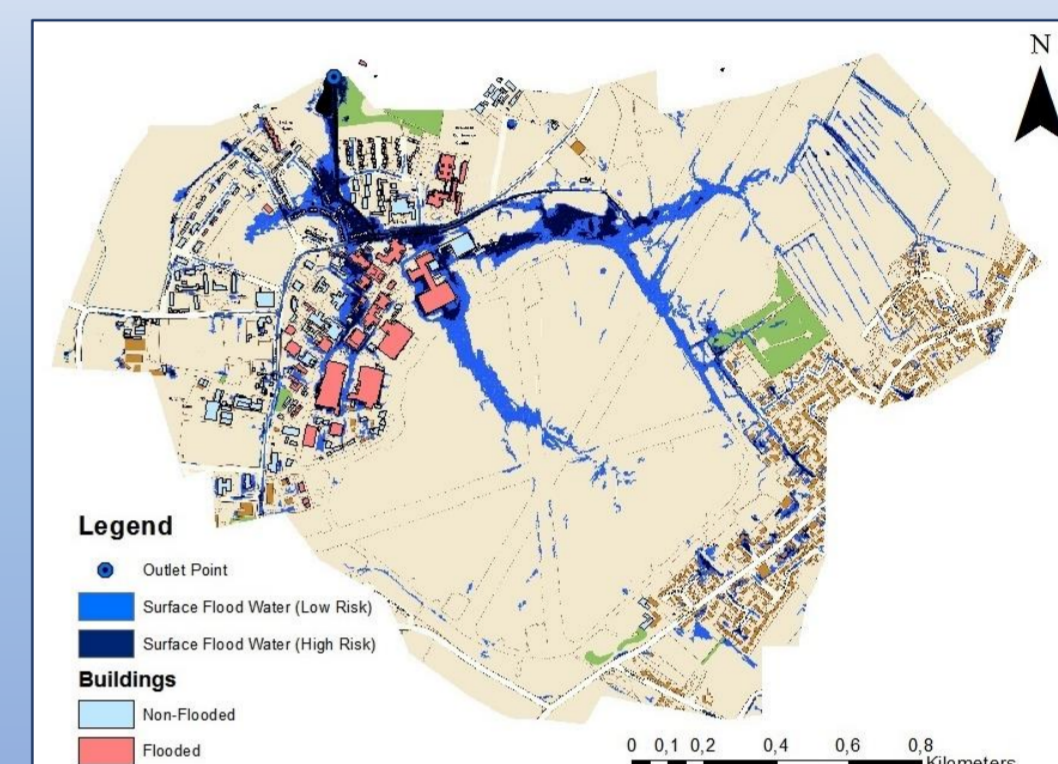 N
Legend
Outlet Point
Surface Flood Water (Low Risk)
Surface Flood Water (High Risk)
Buildings
Non-Flooded
Flooded
0 0,1 0,2 0,4 0,6 0,8
Kilometers